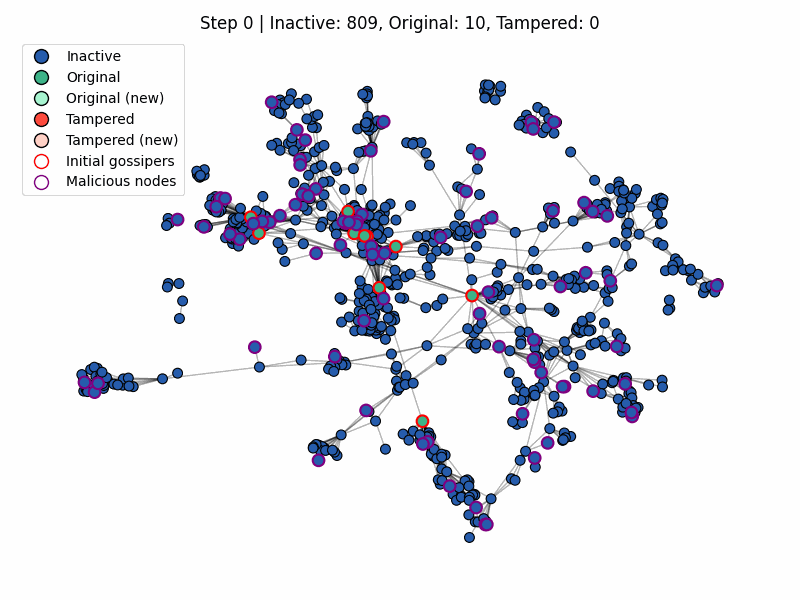 Step 0 | Inactive: 809, Original: 10, Tampered: 0
Inactive
Original
Original (new)
Tampered
Tampered (new)
Initial gossipers
Malicious nodes